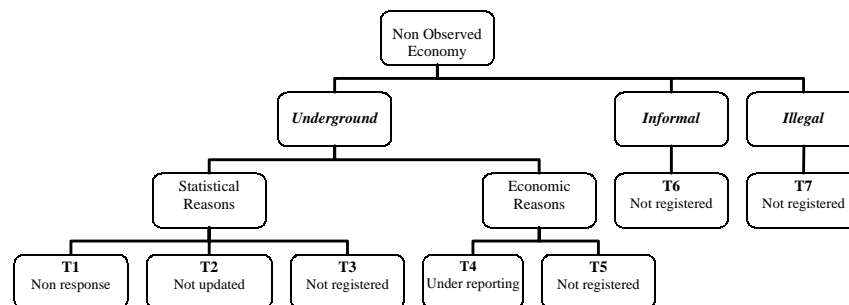 Non Observed
Economy
Underground
Informal
Illegal
Statistical
Reasons
Economic
Reasons
T6
Not registered
T7
Not registered
T1
Non response
T2
Not updated
T3
Not registered
T4
Under reporting
T5
Not registered